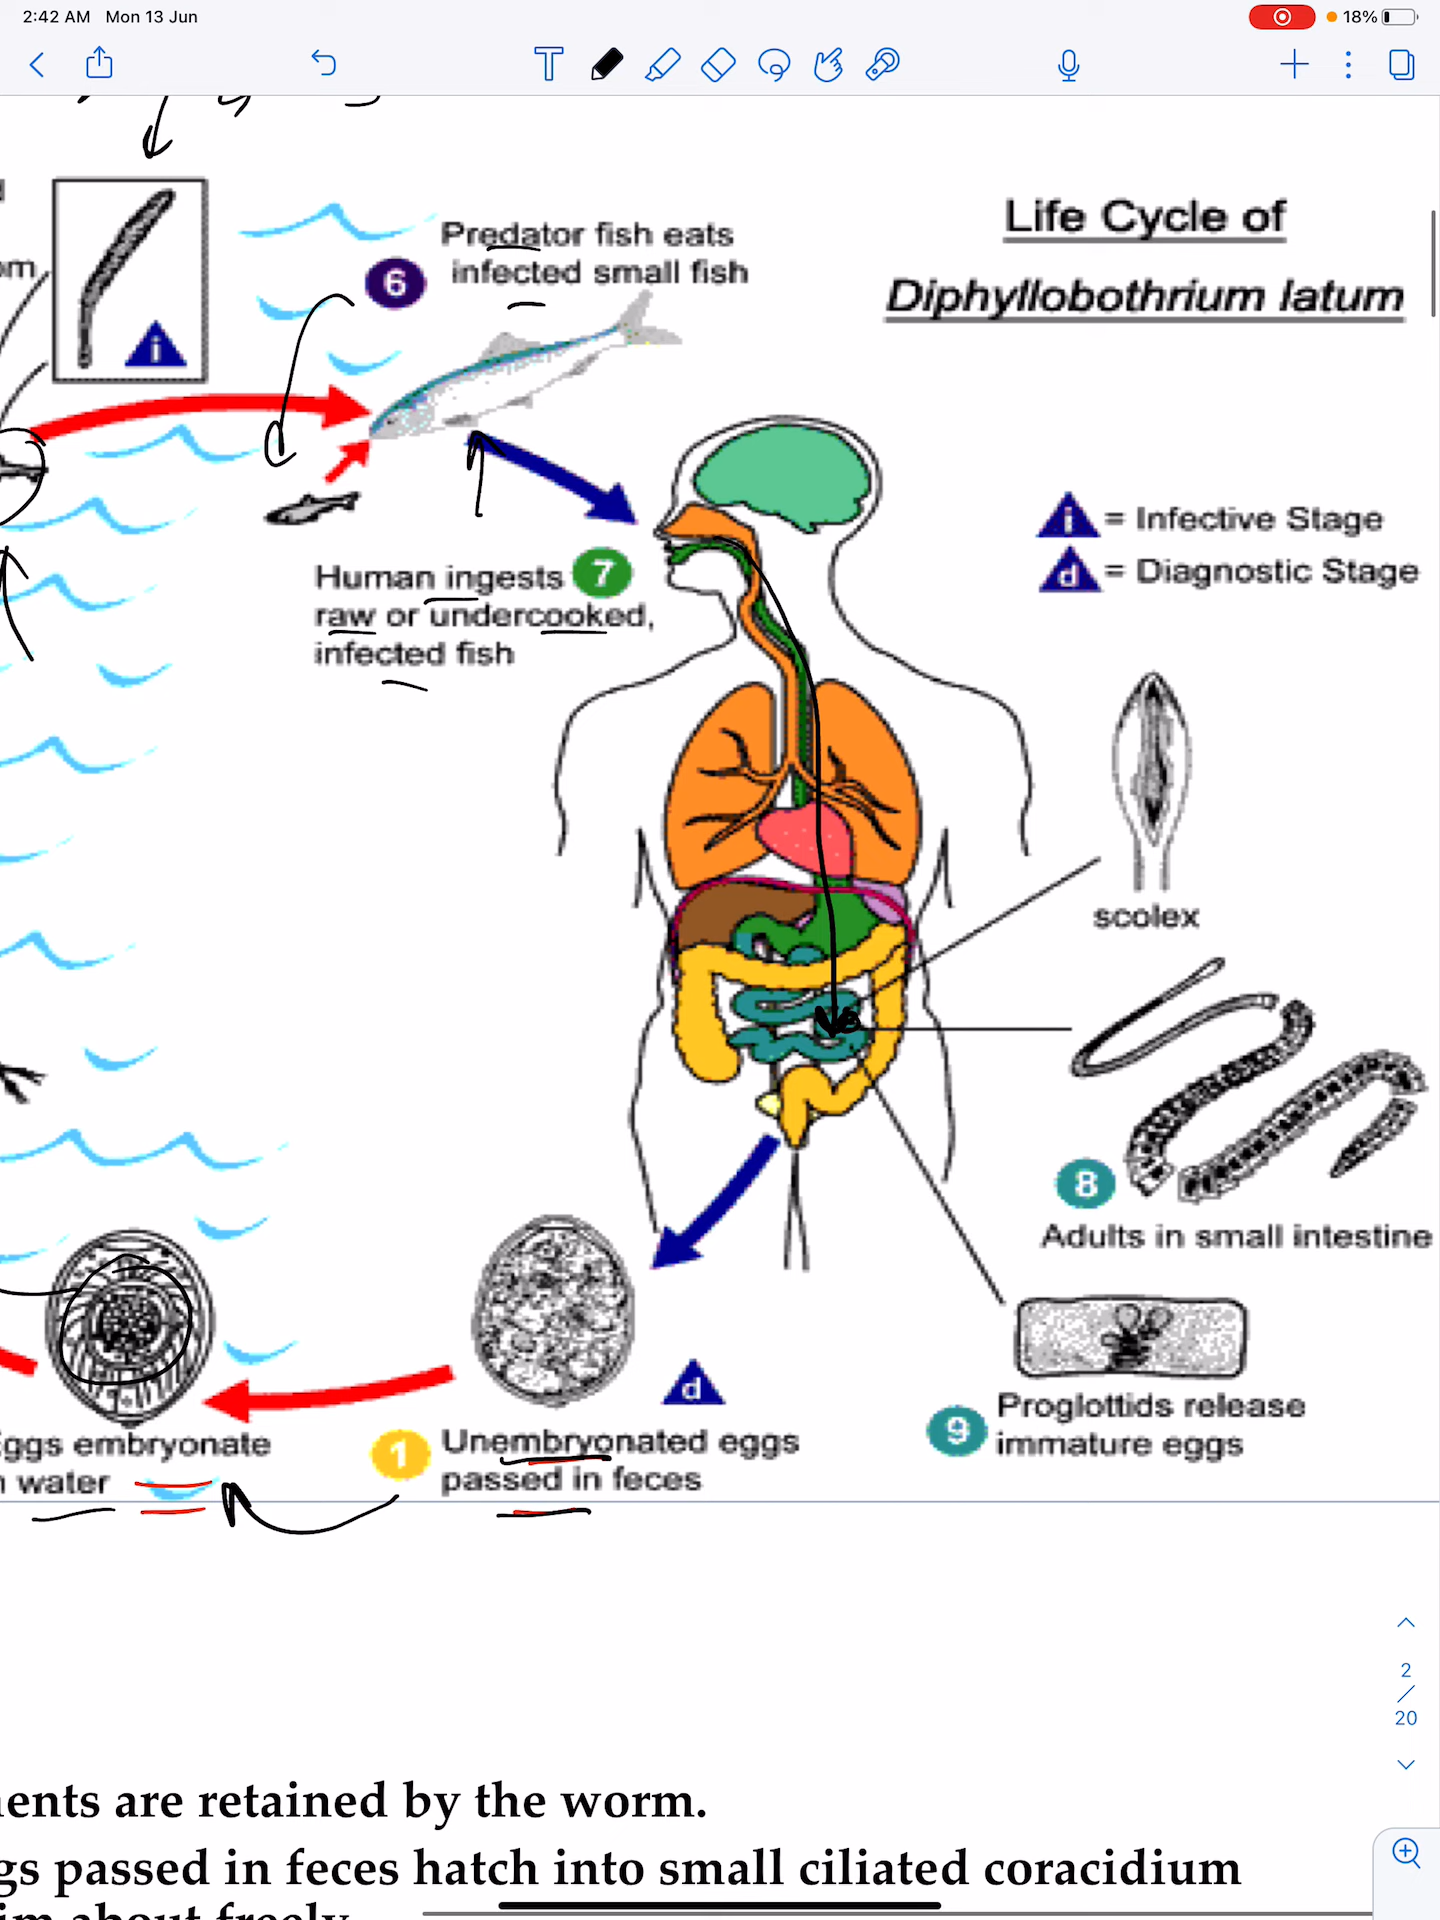 2:42 AM Mon 13 Jun
18%
T
Life Cycle of
Diphyllobothrium latum
i
Predator fish eats
6 infected small fish
i = Infective Stage
d = Diagnostic Stage
Human ingests 7
raw or undercooked,
infected fish
scolex
8
Adults in small intestine
d
Eggs embryonate
water
1 Unembryonated eggs
passed in feces
9 Proglottids release
immature eggs
2
/
20
are retained by the worm.
passed in feces hatch into small ciliated coracidium
about freely